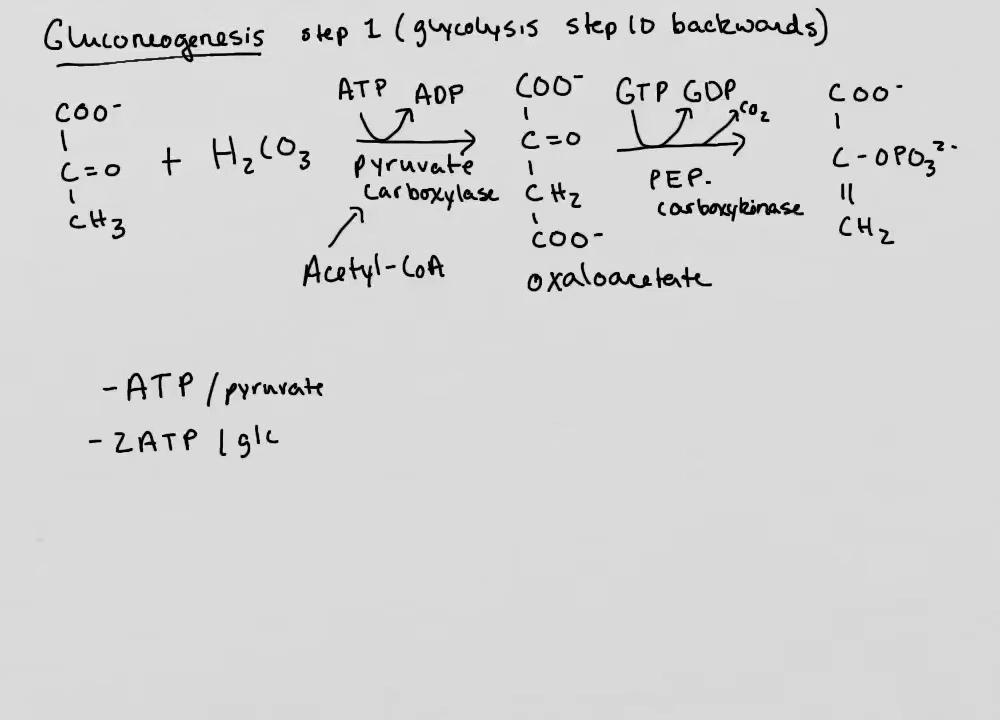 Gluconeogenesis step 1 (glycolysis step 10 backwards)
COO⁻
C=O
CH₃
+ H₂CO₃
ATP ADP
pyruvate
carboxylase
Acetyl-CoA
COO⁻
C=O
CH₂
COO⁻
oxaloacetate
GTP GDP CO₂
PEP.
carboxykinase
COO⁻
C-OPO₃²⁻
CH₂
-ATP/pyruvate
-2ATP/glc